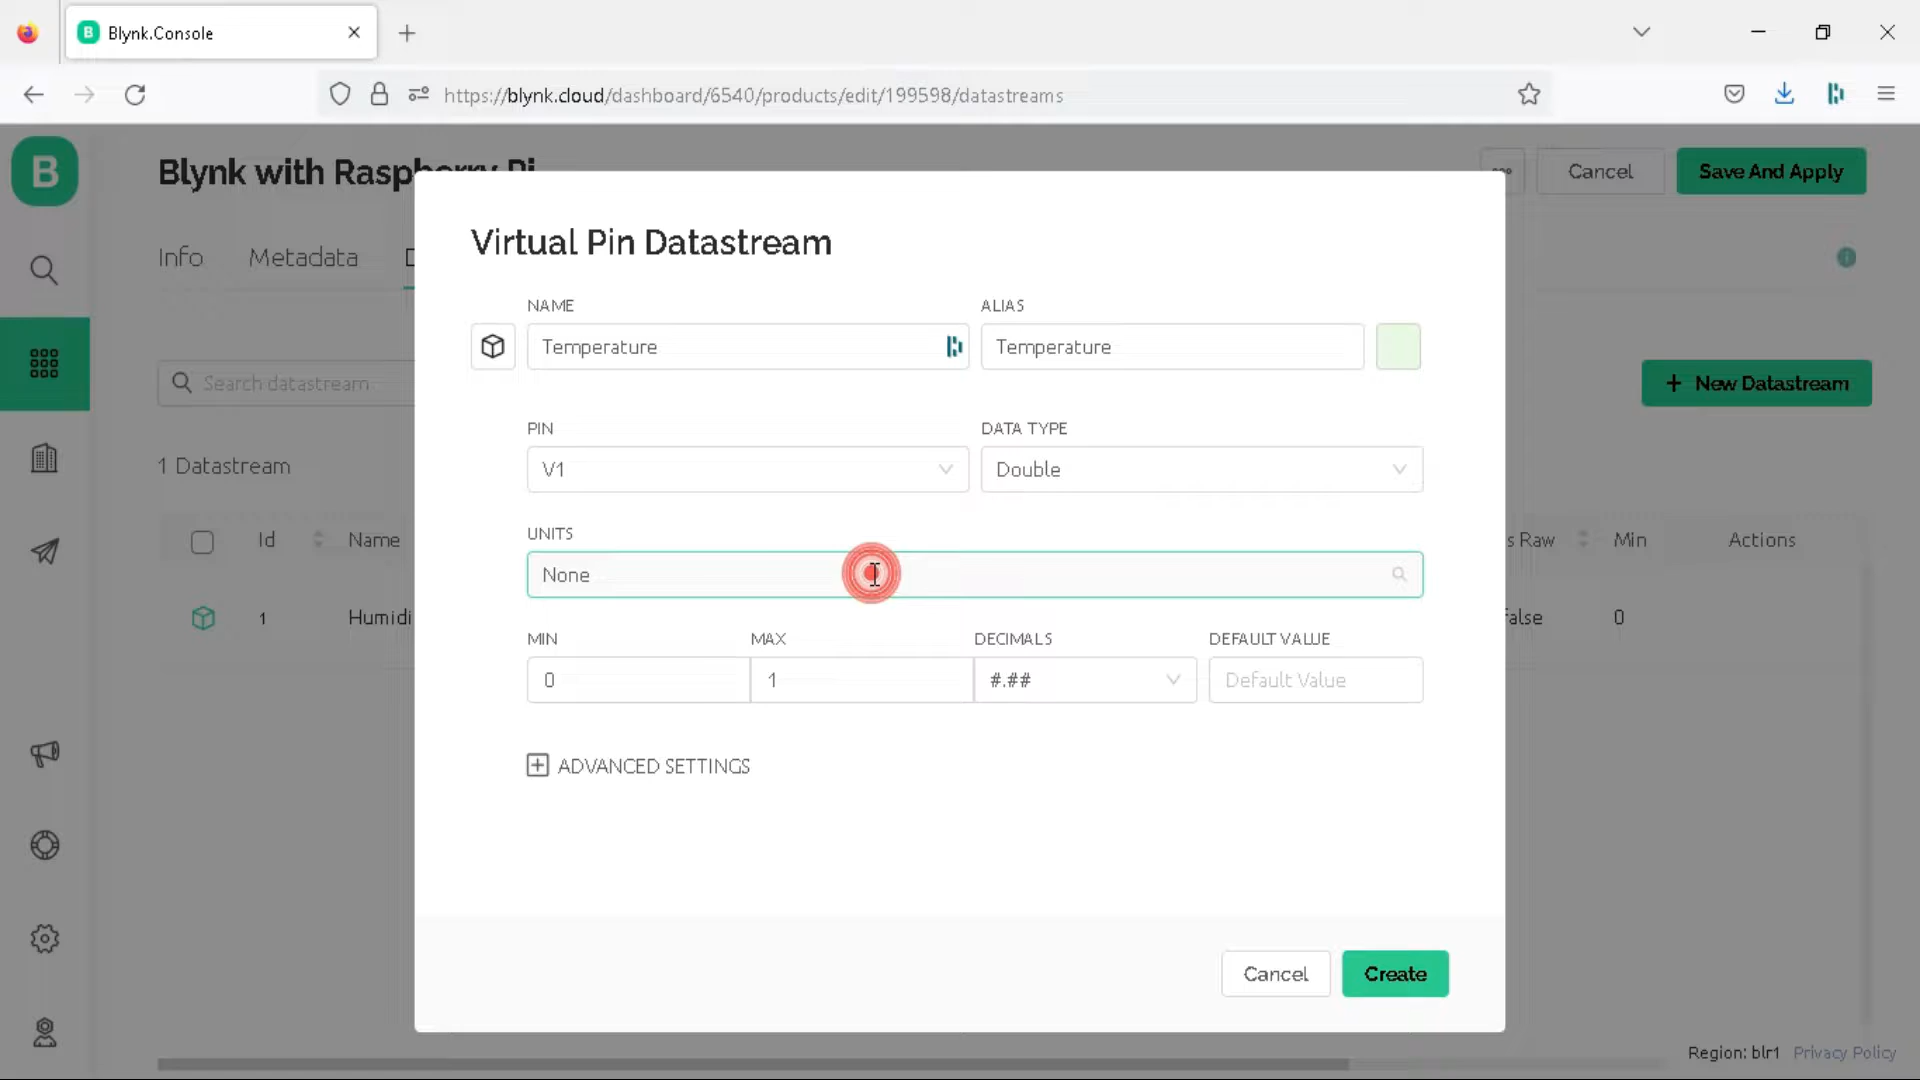 Blynk.Console
https://blynk.cloud/dashboard/6540/products/edit/199598/datastreams
B
Blynk with Raspberry Pi
Cancel
Save And Apply
Info
Metadata
D
Virtual Pin Datastream
NAME
ALIAS
Temperature
Temperature
Search datastream
New Datastream
PIN
DATA TYPE
V1
Double
1 Datastream
UNITS
None
Id
Name
s Raw
Min
Actions
1
Humidi
false
0
MIN
MAX
DECIMALS
DEFAULT VALUE
0
1
#.##
Default Value
ADVANCED SETTINGS
Cancel
Create
Region: blr1
Privacy Policy